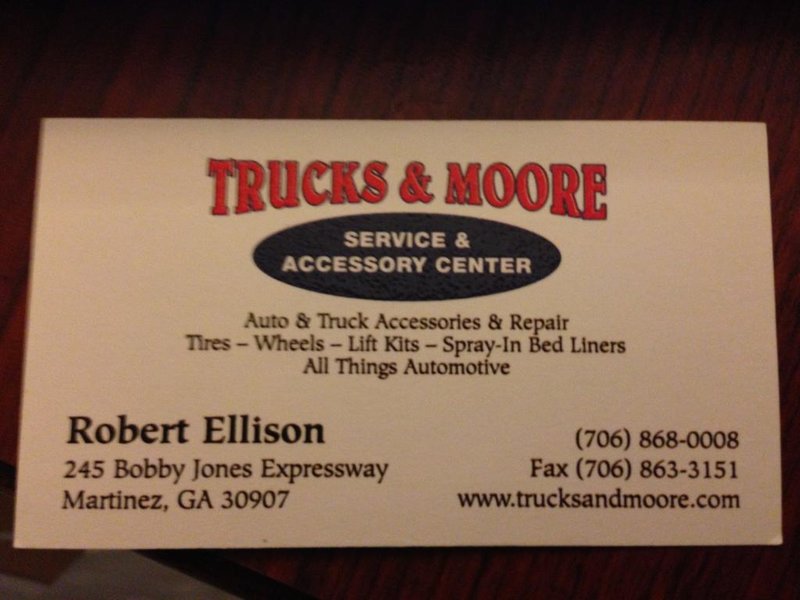 TRUCKS & MOORE
SERVICE &
ACCESSORY CENTER
Auto & Truck Accessories & Repair
Tires – Wheels – Lift Kits – Spray-In Bed Liners
All Things Automotive
Robert Ellison
245 Bobby Jones Expressway
Martinez, GA 30907
(706) 868-0008
Fax (706) 863-3151
www.trucksandmoore.com